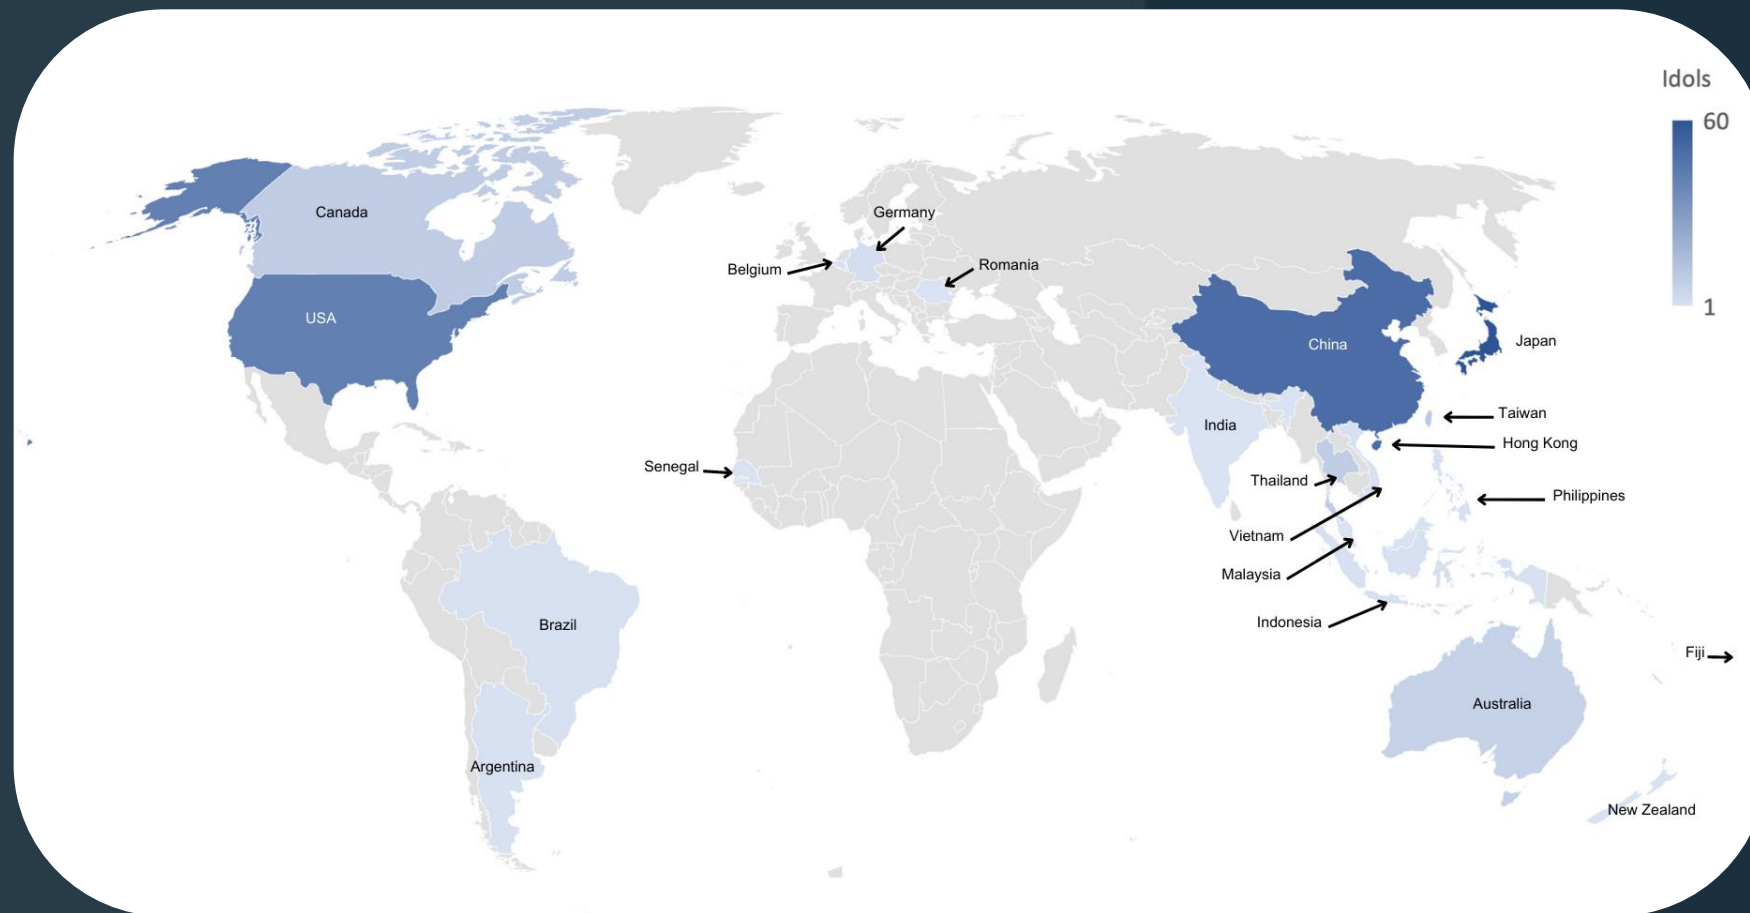 Idols
60
1
Canada
Germany
Belgium
Romania
USA
China
Japan
Taiwan
India
Hong Kong
Senegal
Thailand
Philippines
Vietnam
Malaysia
Indonesia
Brazil
Fiji
Australia
Argentina
New Zealand